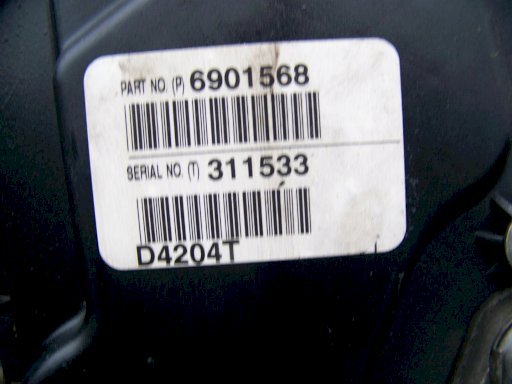 PART NO. (P) 6901568
SERIAL NO. (T) 311533
D4204T